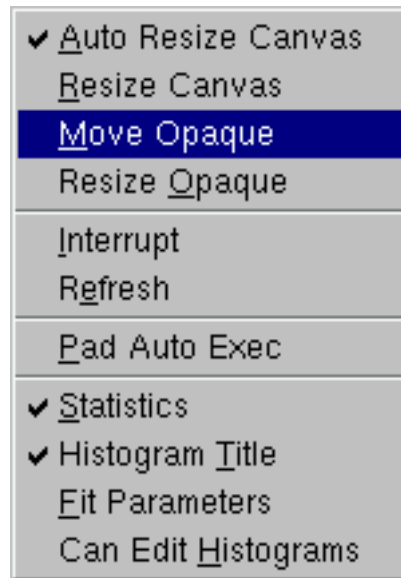 Auto Resize Canvas
Resize Canvas
Move Opaque
Resize Opaque
Interrupt
Refresh
Pad Auto Exec
Statistics
Histogram Title
Fit Parameters
Can Edit Histograms